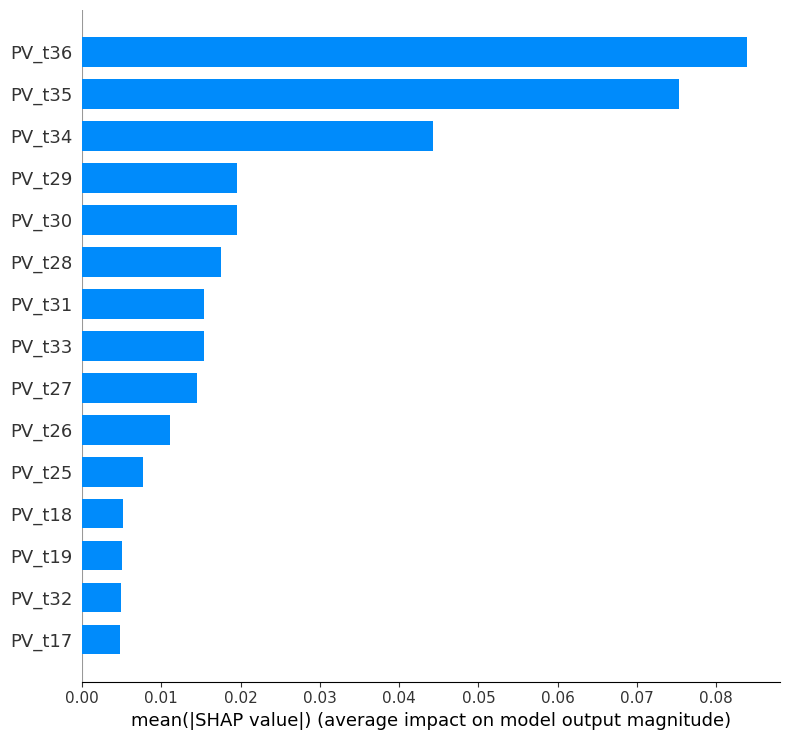 PV_t36
PV_t35
PV_t34
PV_t29
PV_t30
PV_t28
PV_t31
PV_t33
PV_t27
PV_t26
PV_t25
PV_t18
PV_t19
PV_t32
PV_t17
0.00 0.01 0.02 0.03 0.04 0.05 0.06 0.07 0.08
mean(|SHAP value|) (average impact on model output magnitude)